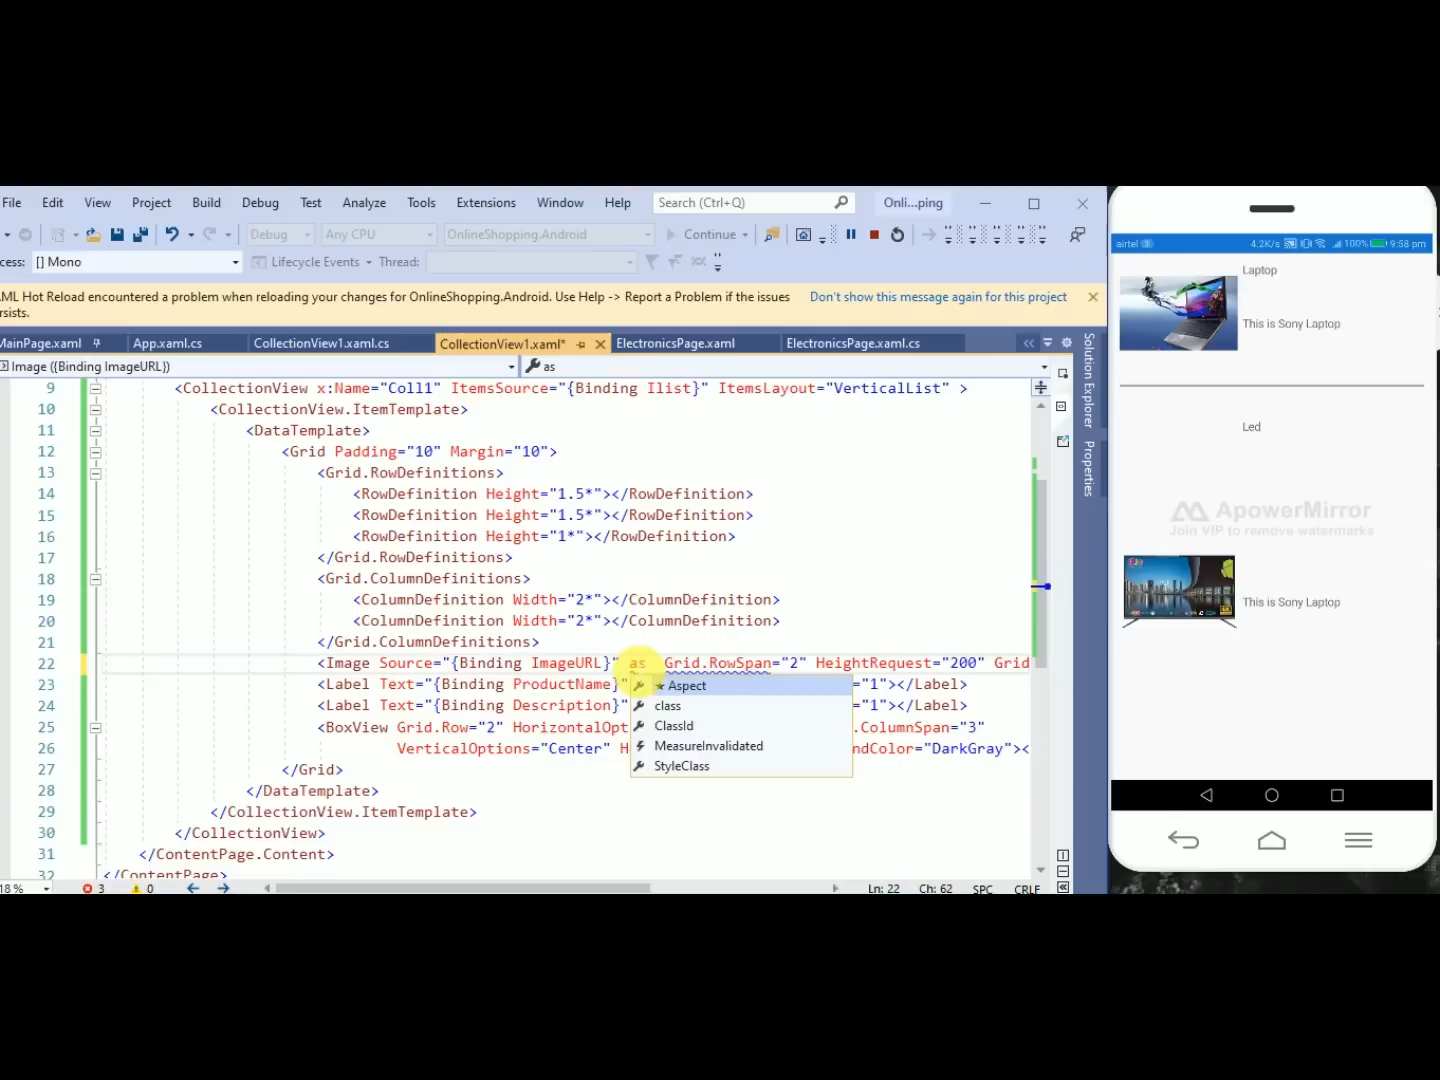 File Edit View Project Build Debug Test Analyze Tools Extensions Window Help Search (Ctrl+Q) Onli...ping
Debug Any CPU OnlineShopping.Android Continue
cess: [] Mono Lifecycle Events Thread:
ML Hot Reload encountered a problem when reloading your changes for OnlineShopping.Android. Use Help -> Report a Problem if the issues
rsists.
Don't show this message again for this project
MainPage.xaml App.xaml.cs CollectionView1.xaml.cs CollectionView1.xaml* ElectronicsPage.xaml ElectronicsPage.xaml.cs
Image ({Binding ImageURL}) as
9 <CollectionView x:Name="Coll1" ItemsSource="{Binding Ilist}" ItemsLayout="VerticalList" >
10 <CollectionView.ItemTemplate>
11 <DataTemplate>
12 <Grid Padding="10" Margin="10">
13 <Grid.RowDefinitions>
14 <RowDefinition Height="1.5*"></RowDefinition>
15 <RowDefinition Height="1.5*"></RowDefinition>
16 <RowDefinition Height="1*"></RowDefinition>
17 </Grid.RowDefinitions>
18 <Grid.ColumnDefinitions>
19 <ColumnDefinition Width="2*"></ColumnDefinition>
20 <ColumnDefinition Width="2*"></ColumnDefinition>
21 </Grid.ColumnDefinitions>
22 <Image Source="{Binding ImageURL}" as Grid.RowSpan="2" HeightRequest="200" Grid
23 <Label Text="{Binding ProductName}" ="1"></Label>
24 <Label Text="{Binding Description}" ="1"></Label>
25 <BoxView Grid.Row="2" HorizontalOpt .ColumnSpan="3"
26 VerticalOptions="Center" H ndColor="DarkGray"><
27 </Grid>
28 </DataTemplate>
29 </CollectionView.ItemTemplate>
30 </CollectionView>
31 </ContentPage.Content>
32 </ContentPage>
Aspect
class
ClassId
MeasureInvalidated
StyleClass
18 % 3 0 Ln: 22 Ch: 62 SPC CRLF
Solution Explorer
Properties
airtel 4.2K/s 100% 9:58 pm
Laptop
This is Sony Laptop
Led
ApowerMirror
Join VIP to remove watermarks
This is Sony Laptop